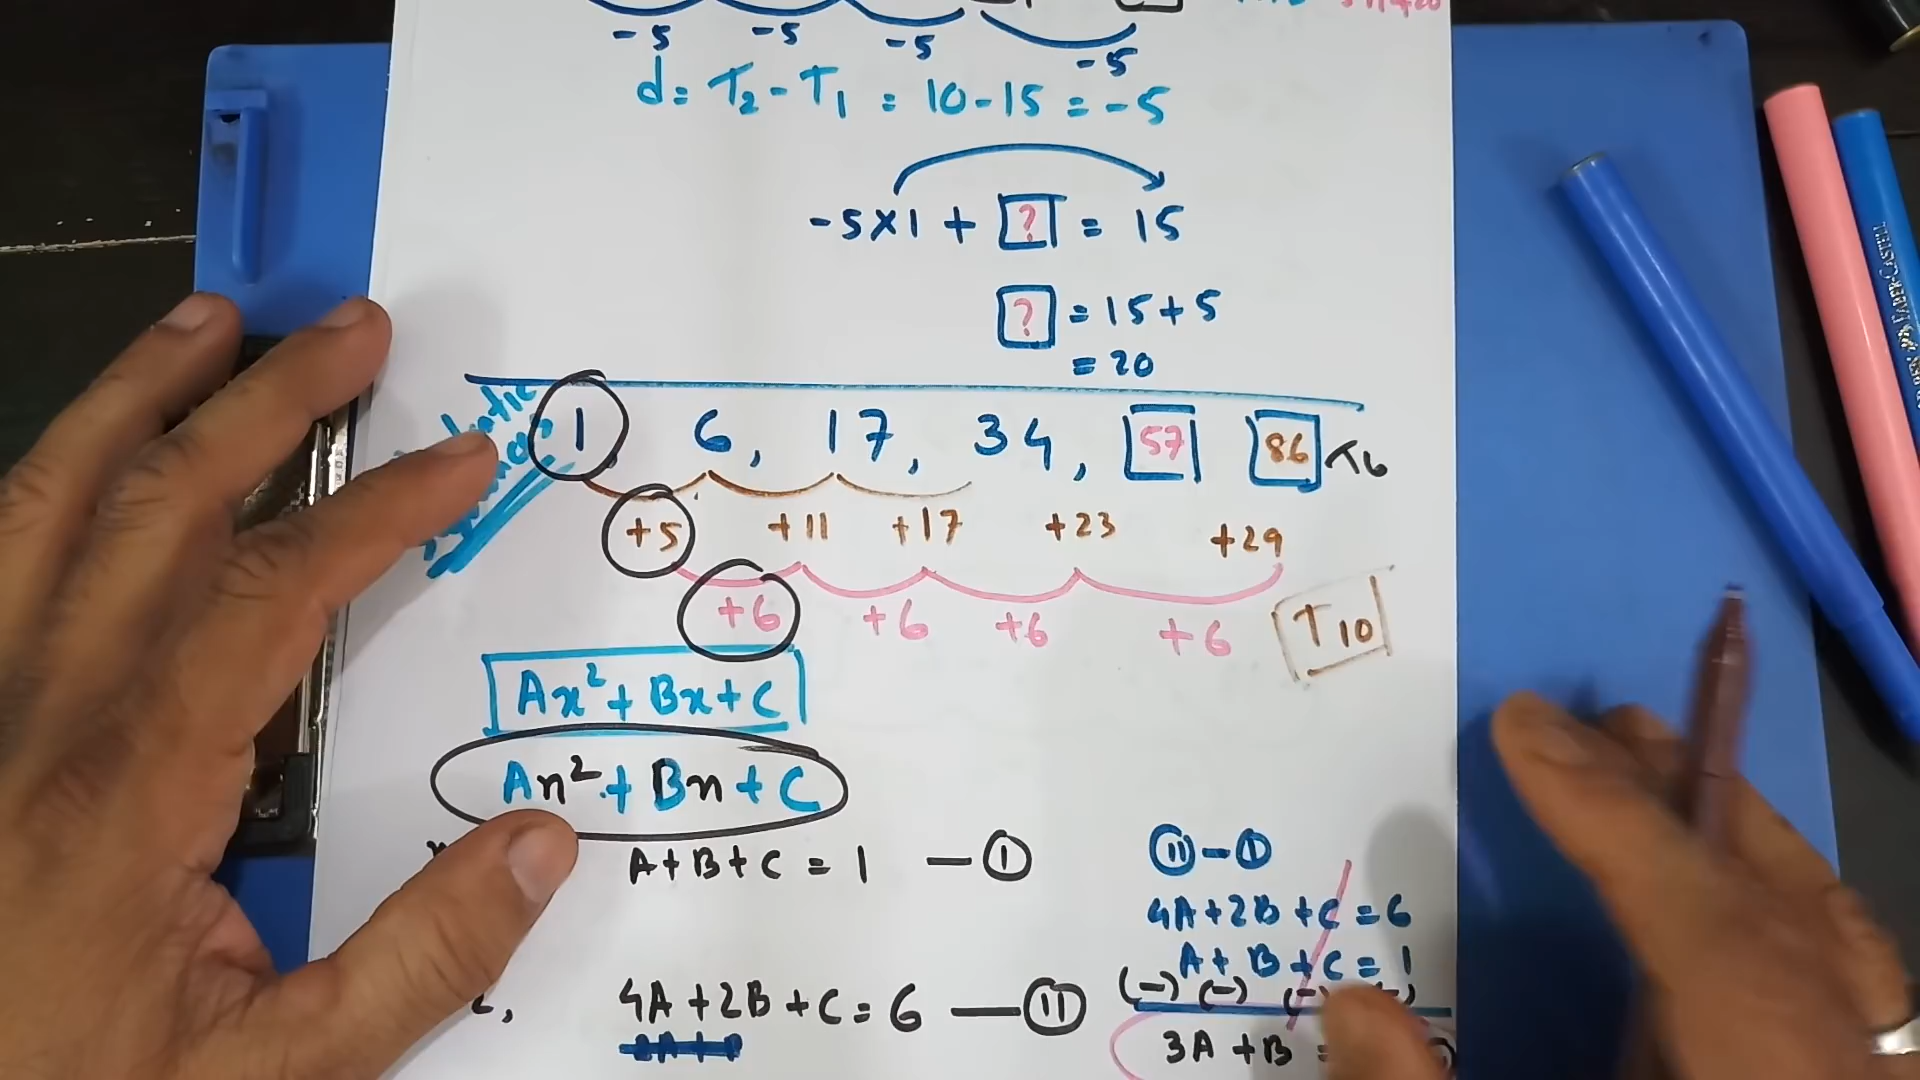 -5 -5 -5 -5
d = T2 - T1 = 10 - 15 = -5
-5×1 + ? = 15
? = 15 + 5
= 20
1, 6, 17, 34, 57 86 T6
+5 +11 +17 +23 +29
+6 +6 +6 +6 T10
Ax² + Bx + C
An² + Bn + C
A + B + C = 1 — ①
⑪ - ①
4A + 2B + C = 6
A + B + C = 1
(-) (-) (-) (-)
4A + 2B + C = 6 — ⑪
3A + B =
FABER-CASTELL